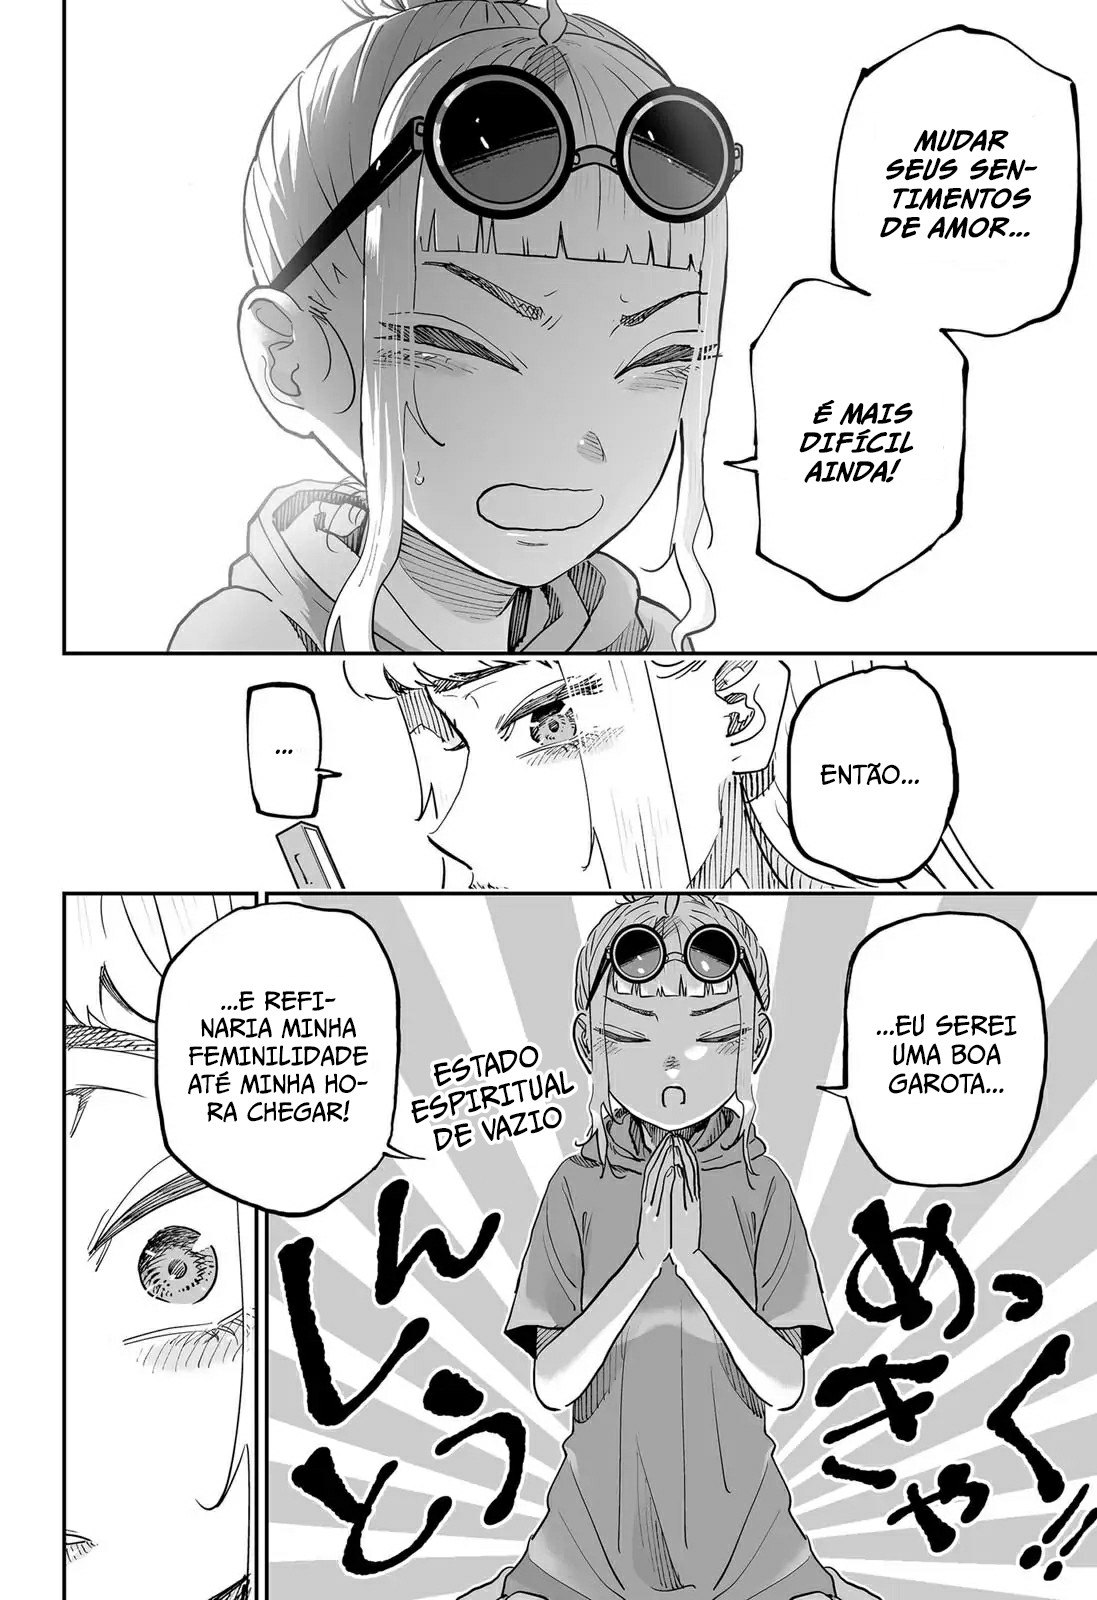 MUDAR
SEUS SEN-
TIMENTOS
DE AMOR...
É MAIS
DIFÍCIL
AINDA!
ENTÃO...
...
...EU SEREI
UMA BOA
GAROTA...
ESTADO
ESPIRITUAL
DE VAZIO
...E REFI-
NARIA MINHA
FEMINILIDADE
ATÉ MINHA HO-
RA CHEGAR!
めっ
きゃく!!
しんとう